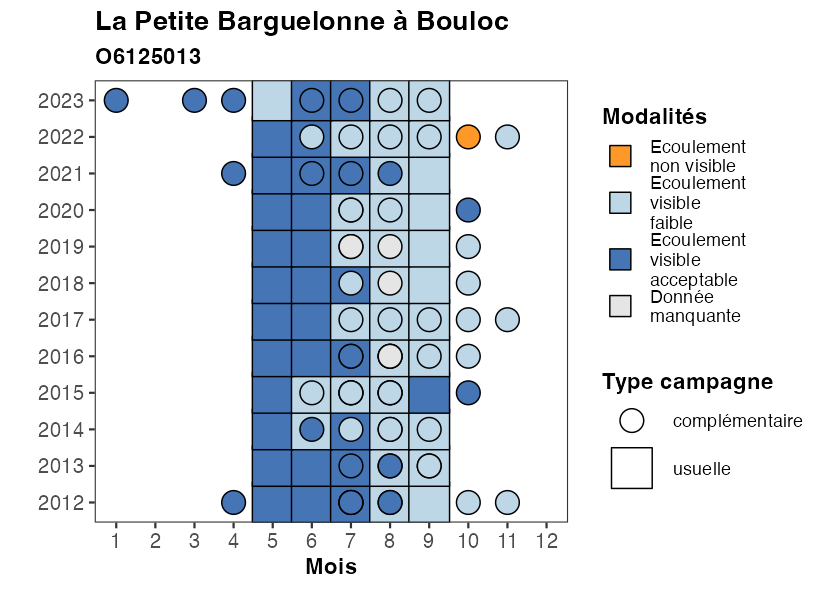 La Petite Barguelonne à Bouloc
O6125013
2023
2022
2021
2020
2019
2018
2017
2016
2015
2014
2013
2012
1 2 3 4 5 6 7 8 9 10 11 12
Mois
Modalités
Ecoulement
non visible
Ecoulement
visible
faible
Ecoulement
visible
acceptable
Donnée
manquante
Type campagne
complémentaire
usuelle